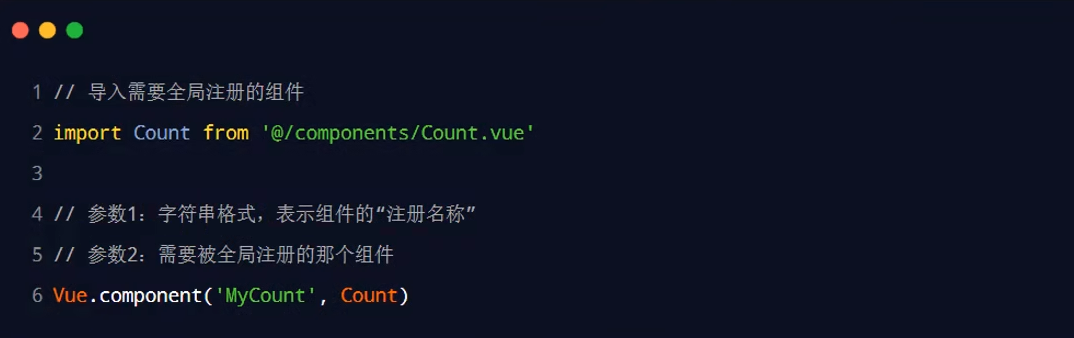 1 // 导入需要全局注册的组件
2 import Count from '@/components/Count.vue'
3
4 // 参数1：字符串格式，表示组件的“注册名称”
5 // 参数2：需要被全局注册的那个组件
6 Vue.component('MyCount', Count)